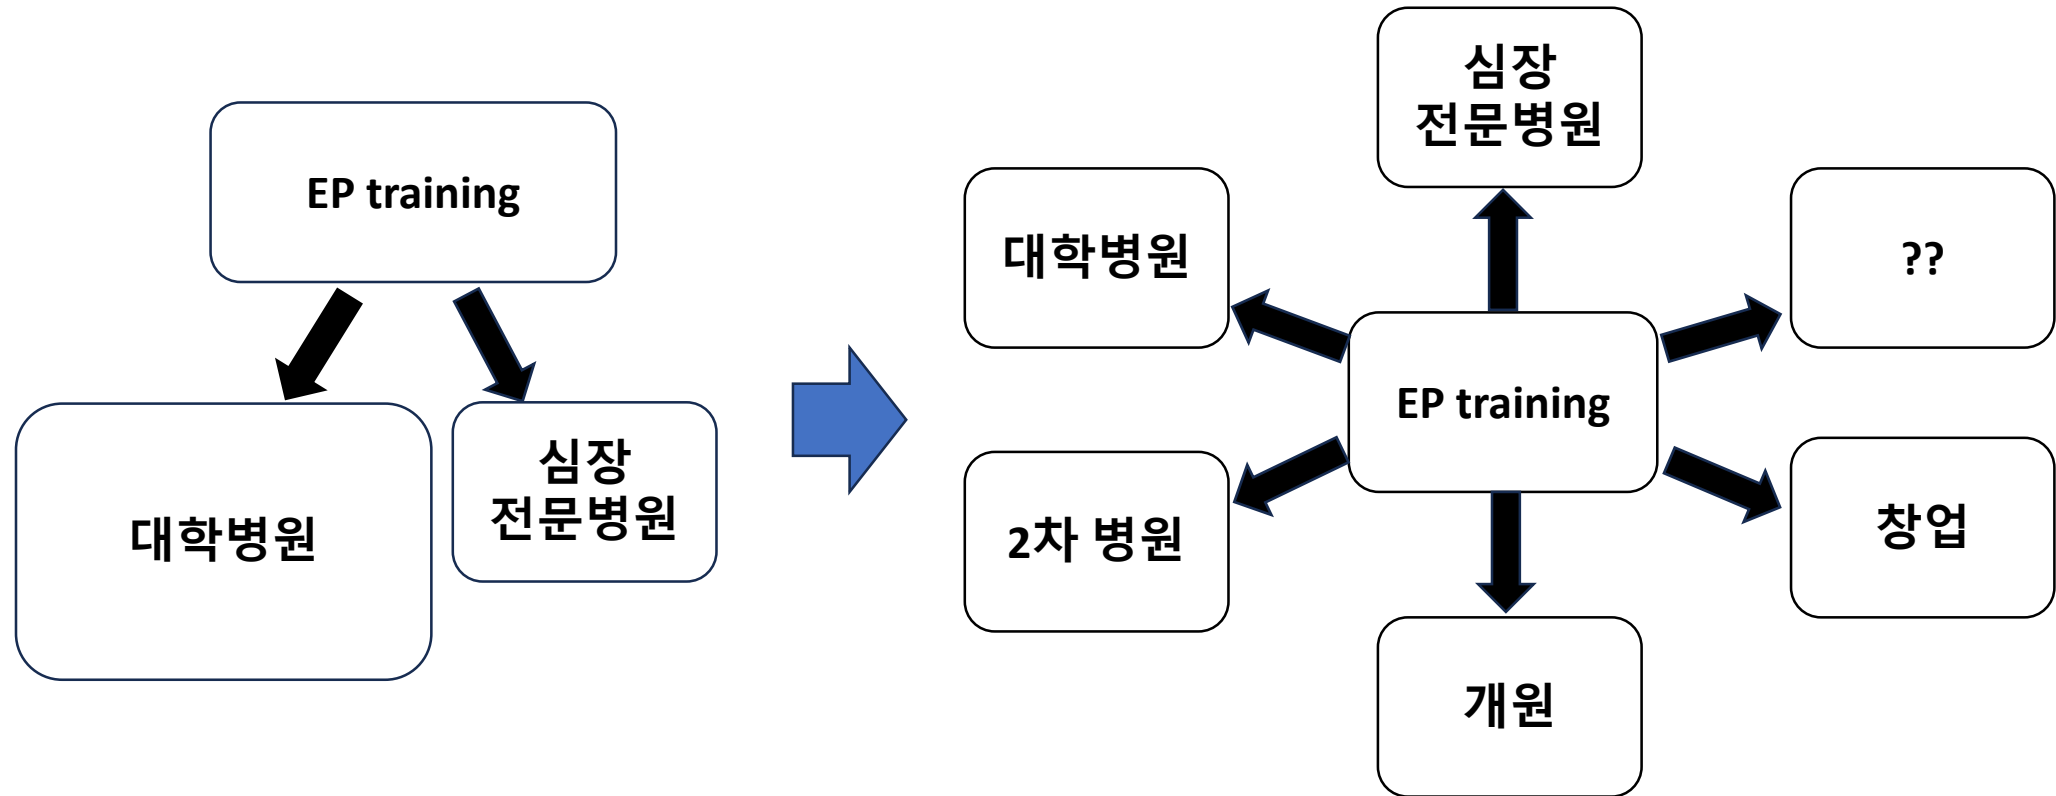 EP training
대학병원
심장
전문병원
심장
전문병원
대학병원
??
EP training
2차 병원
창업
개원